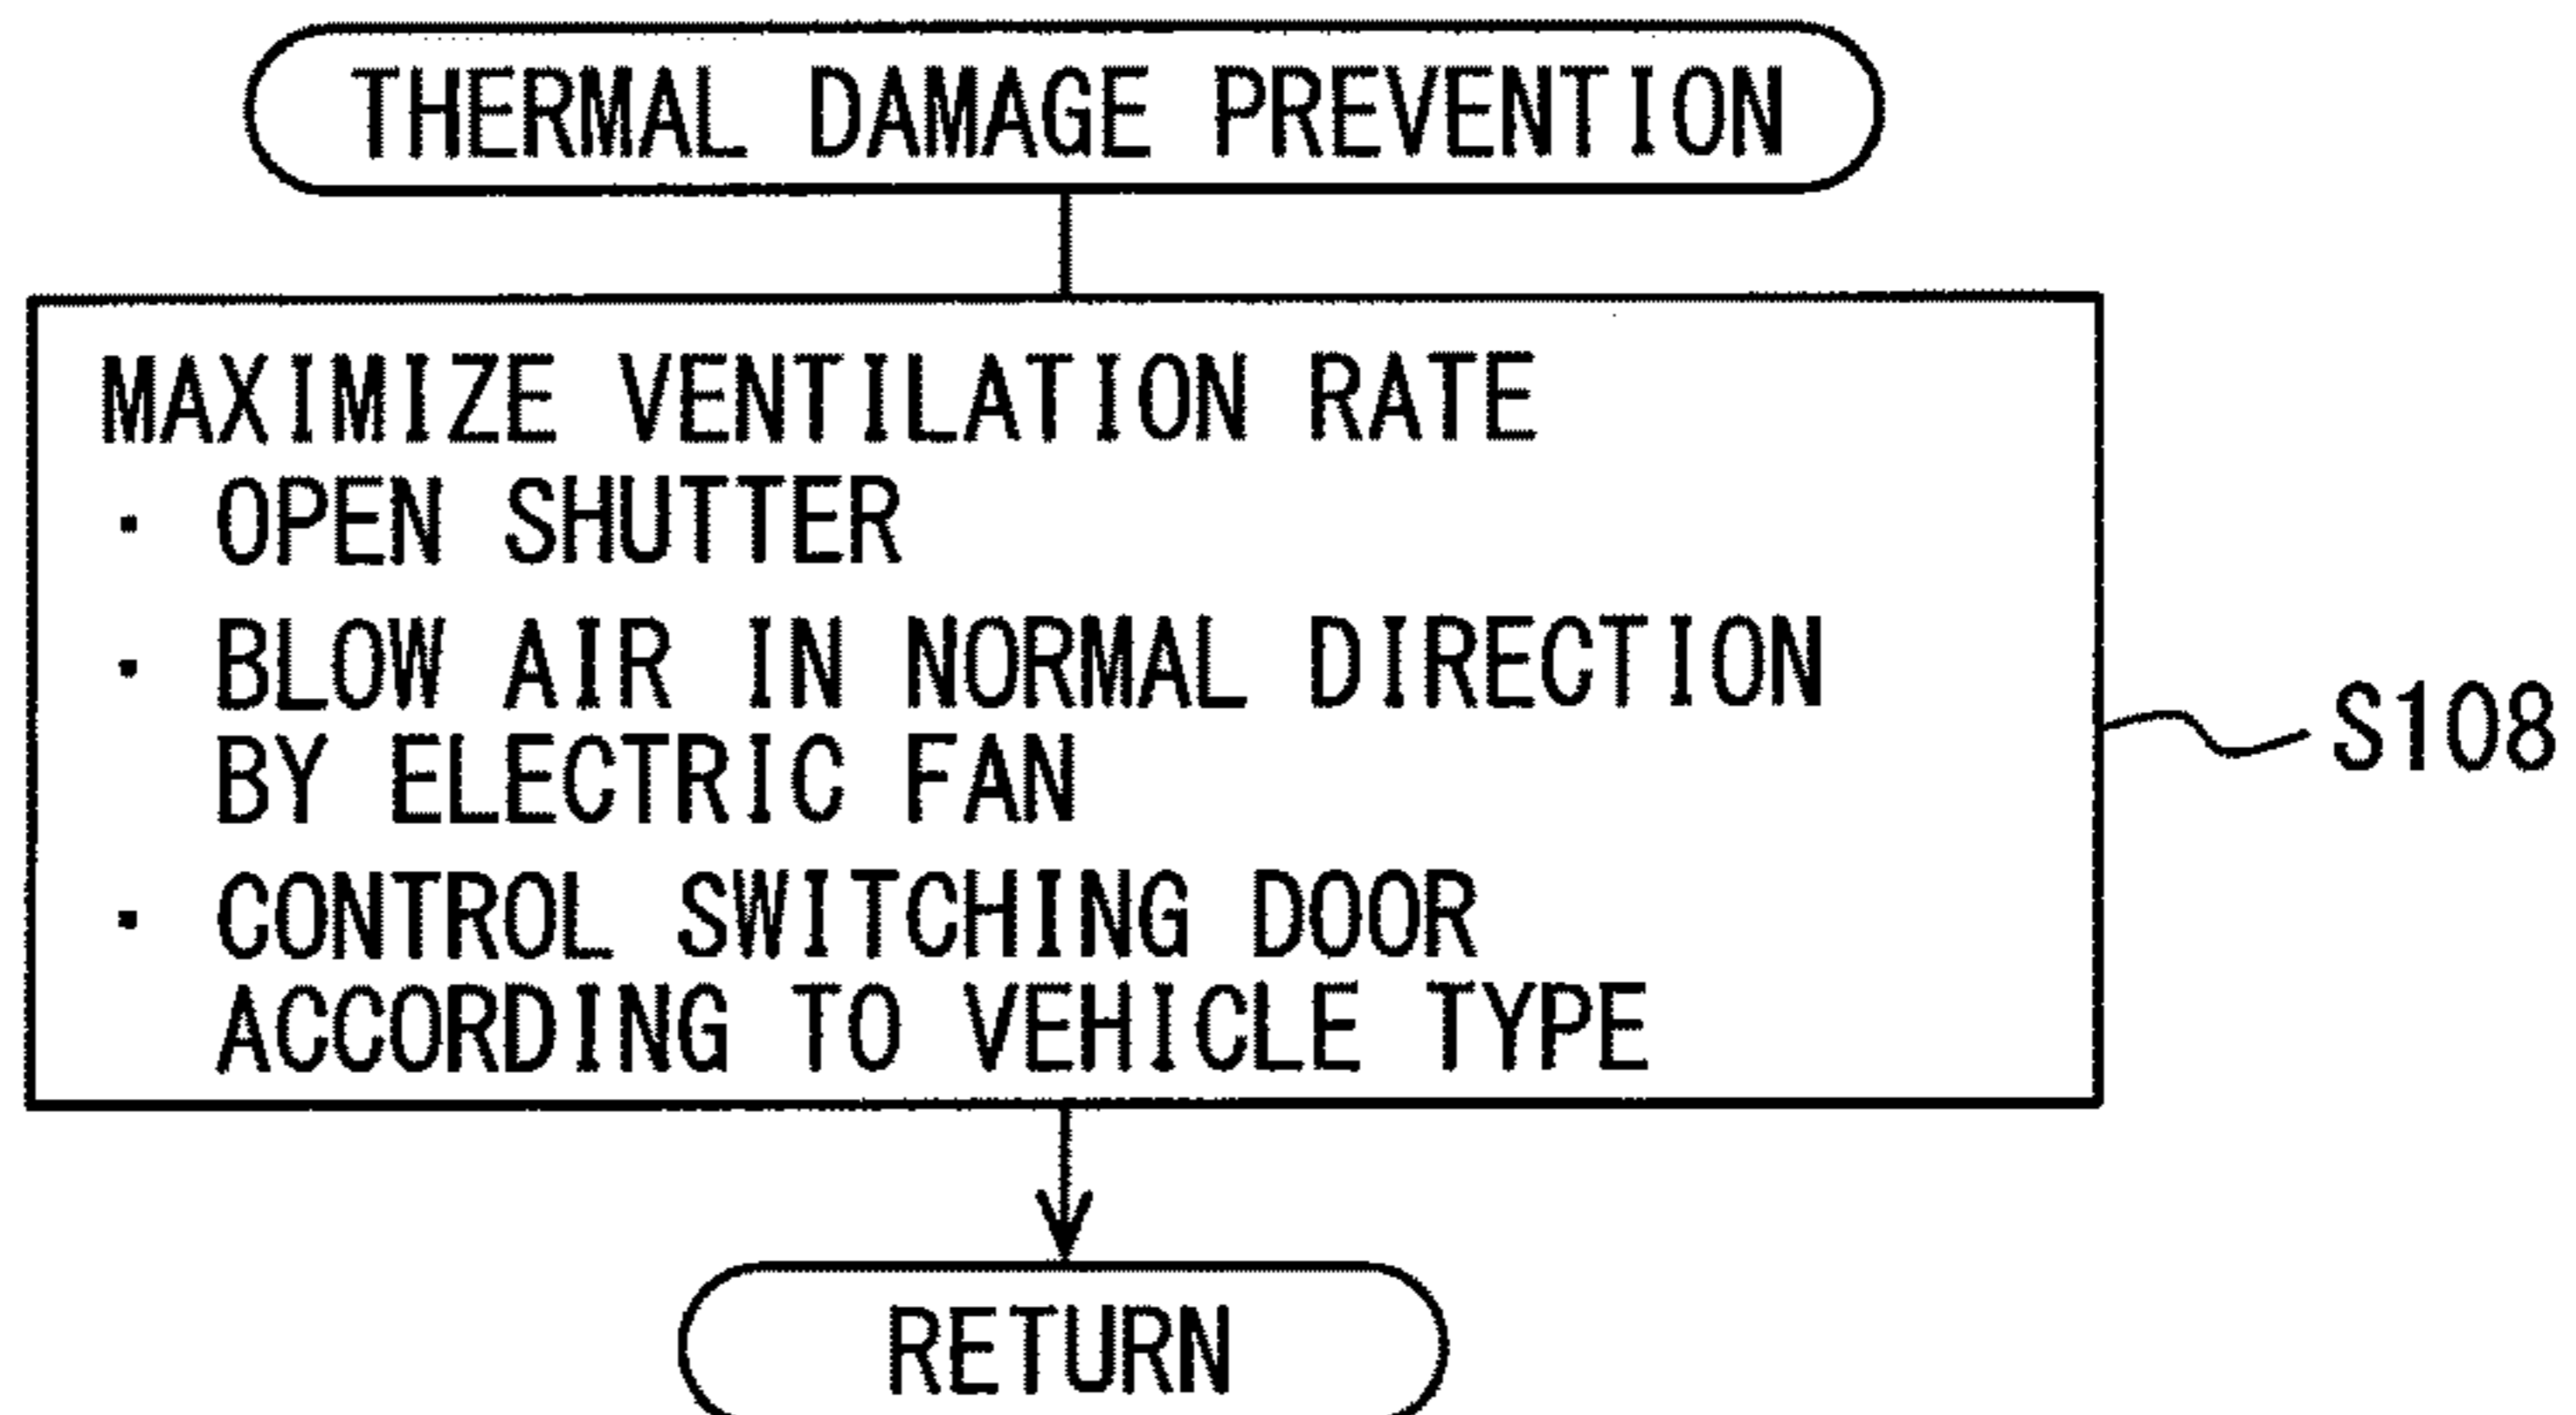 THERMAL DAMAGE PREVENTION
MAXIMIZE VENTILATION RATE
· OPEN SHUTTER
· BLOW AIR IN NORMAL DIRECTION
BY ELECTRIC FAN
· CONTROL SWITCHING DOOR
ACCORDING TO VEHICLE TYPE
S108
RETURN